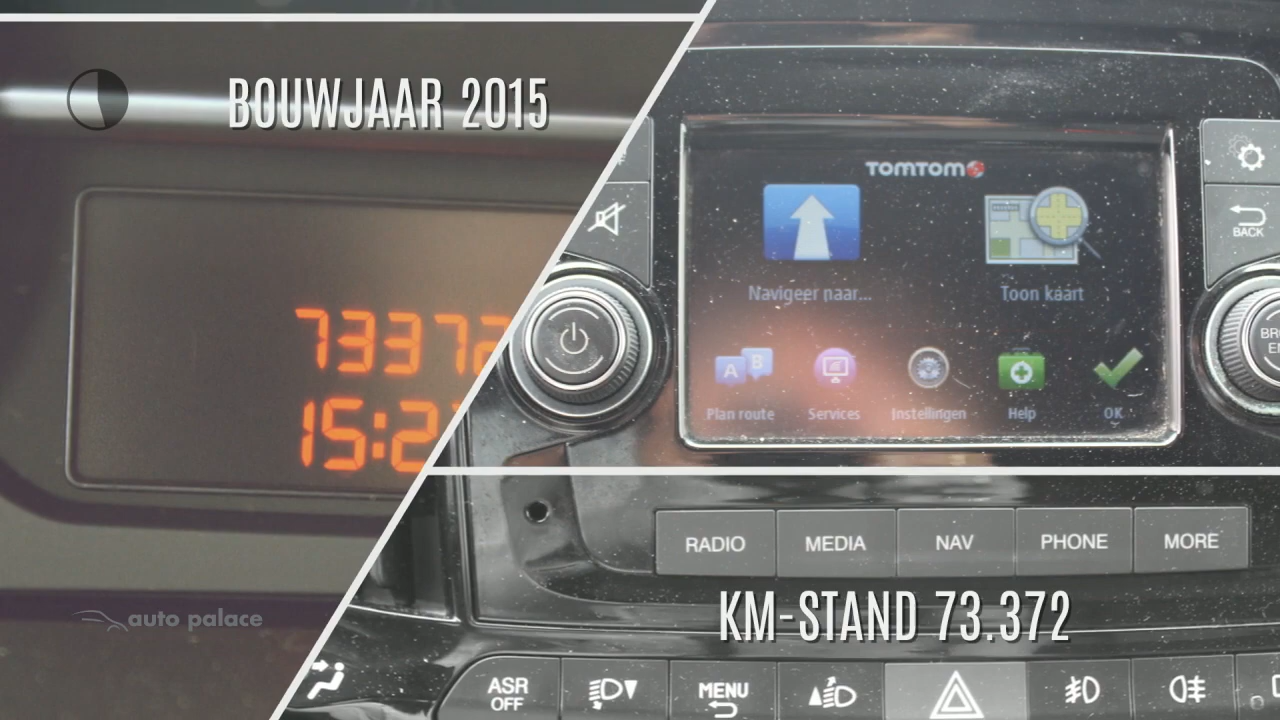 BOUWJAAR 2015
73372
15:2
auto palace
TOMTOM
Navigeer naar...
Toon kaart
A B
Plan route
Services
Instellingen
Help
OK
BACK
RADIO
MEDIA
NAV
PHONE
MORE
KM-STAND 73.372
ASR
OFF
MENU